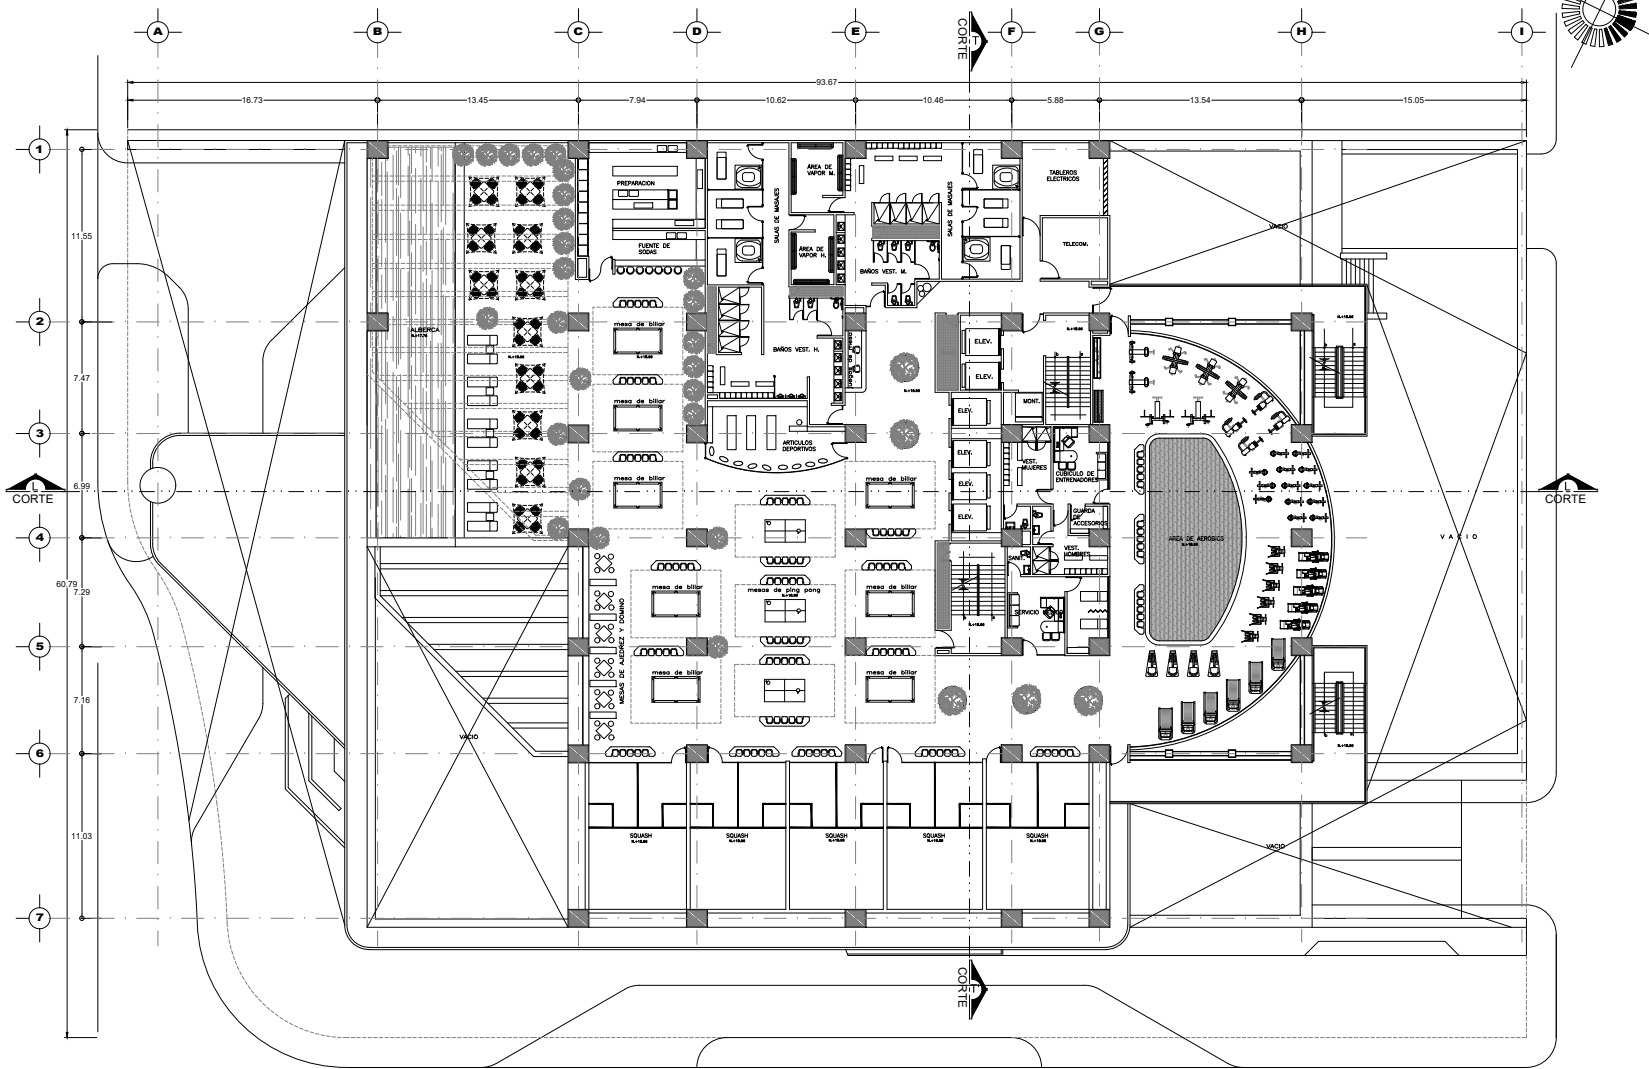 A B C D E F G H I
CORTE
T
93.67
16.73 13.45 7.94 10.62 10.46 5.88 13.54 15.05
1
2
3
4
5
6
7
11.55
7.47
6.99
60.79
7.29
7.16
11.03
L
CORTE
L
CORTE
PREPARACION
FUENTE DE
SODAS
SALAS DE MASAJES
ÁREA DE
VAPOR M.
ÁREA DE
VAPOR H.
SALAS DE MASAJES
BAÑOS VEST. M.
TABLEROS
ELECTRICOS
TELECOM.
VACIO
ALBERCA
mesa de billar
BAÑOS VEST. H.
ELEV.
ELEV.
mesa de billar
MONT.
ELEV.
ARTICULOS
DEPORTIVOS
ELEV.
VEST.
MUJERES
CUBICULO DE
ENTRENADORES
mesa de billar
mesa de billar
ELEV.
ELEV.
GUARDA
DE
ACCESORIOS
AREA DE AEROBICS
VACIO
VEST.
HOMBRES
SANIT.
mesa de billar
mesas de ping pong
mesa de billar
MESAS DE AJEDREZ Y DOMINO
mesa de billar
mesa de billar
VACIO
SQUASH
SQUASH
SQUASH
SQUASH
SQUASH
VACIO
T
CORTE